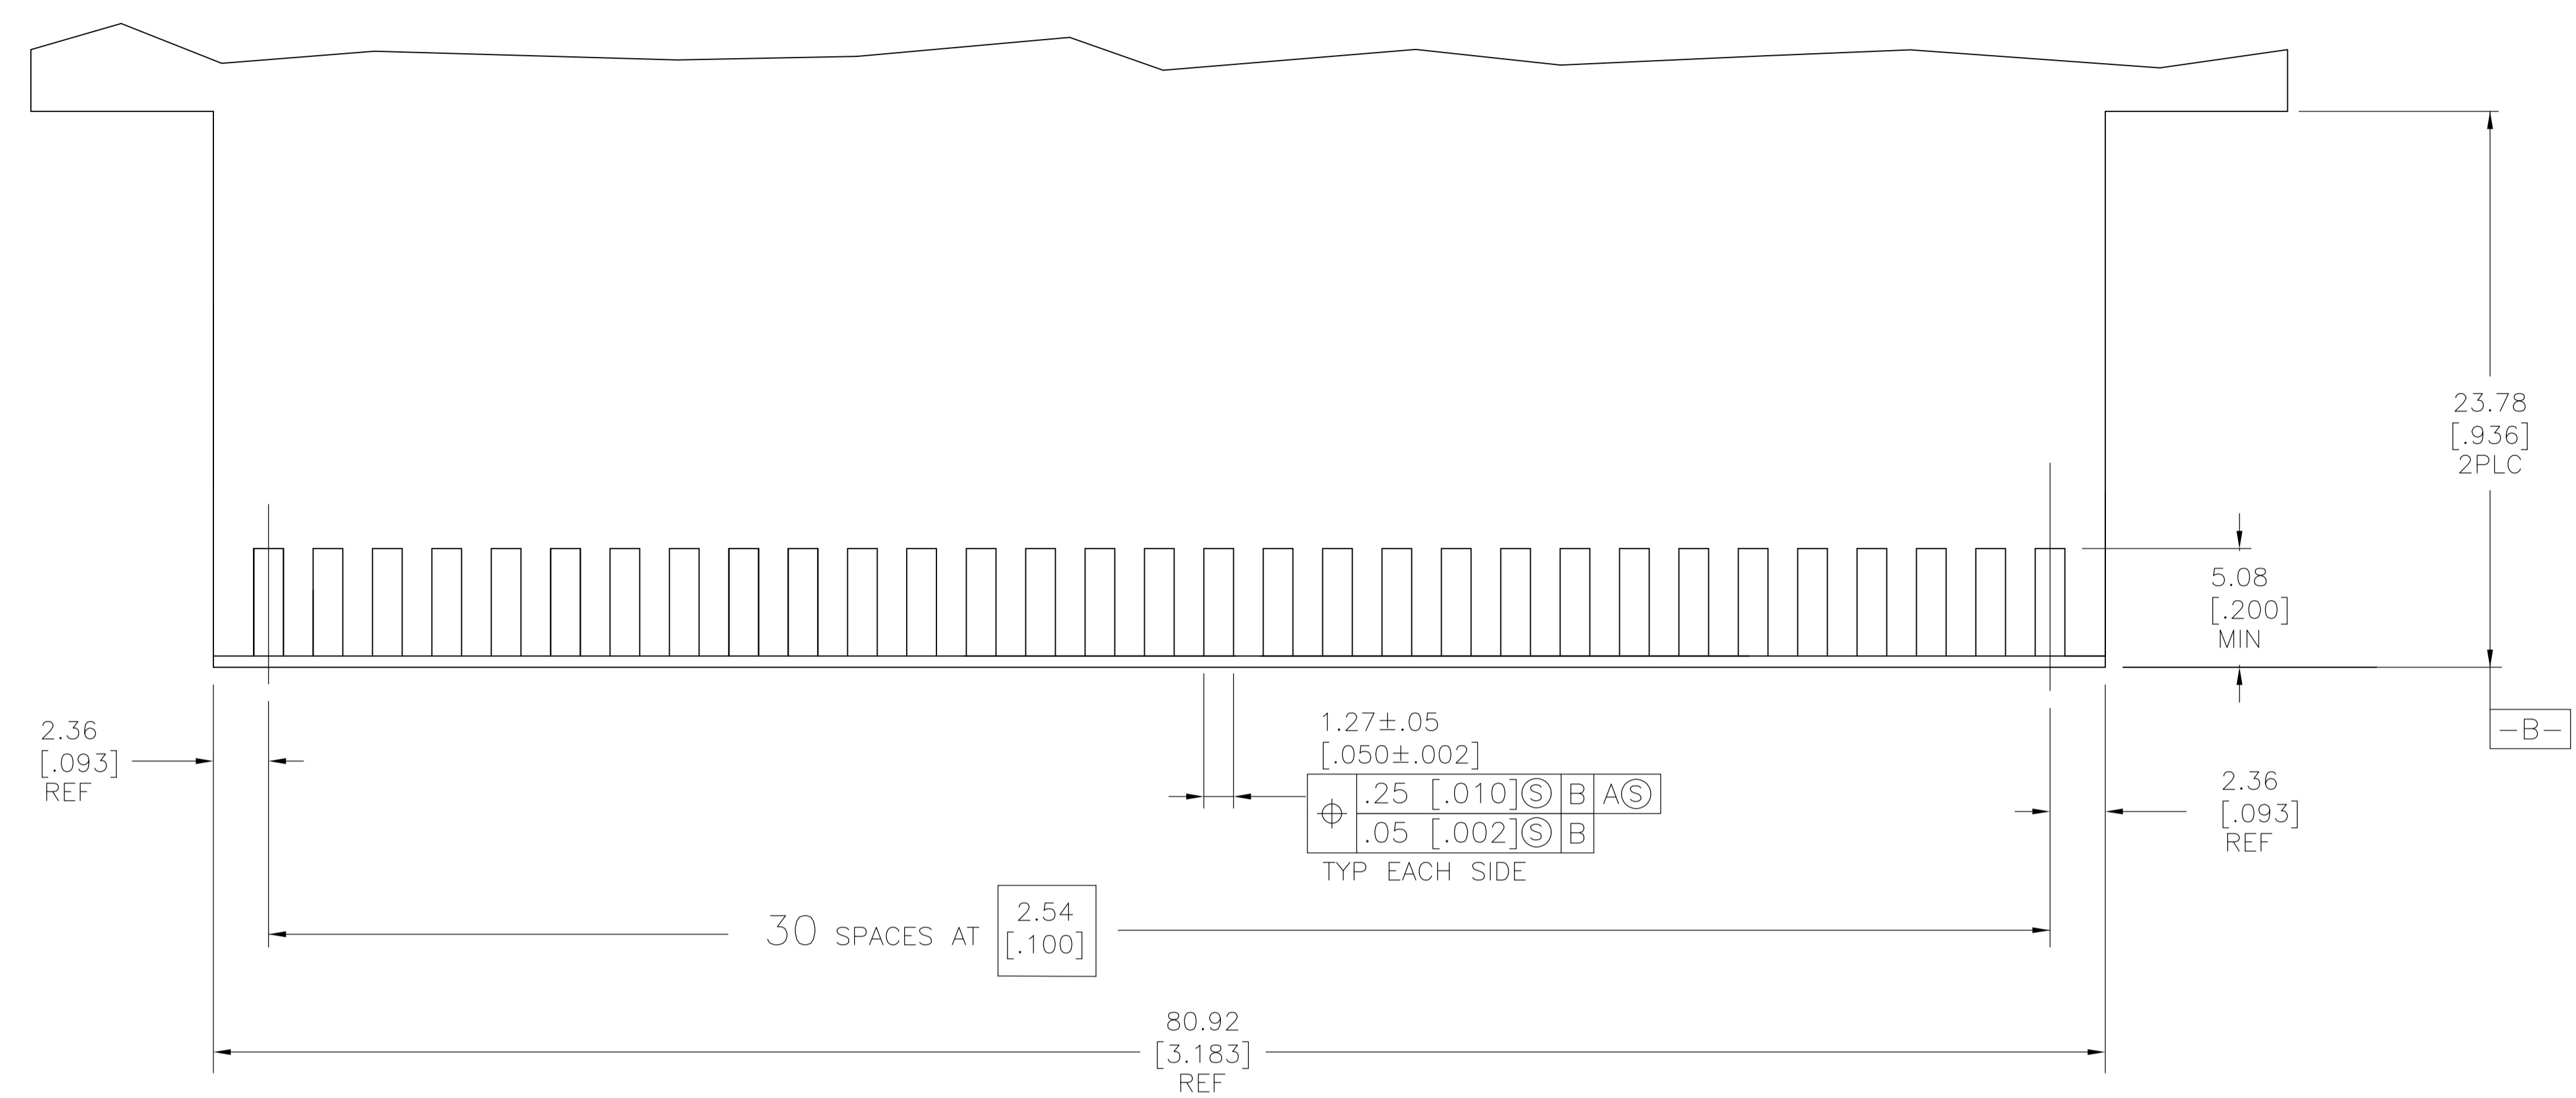 23.78
[.936]
2PLC
5.08
[.200]
MIN
2.36
[.093]
REF
1.27±.05
[.050±.002]
⌖ .25 [.010]Ⓢ B AⓈ
.05 [.002]Ⓢ B
TYP EACH SIDE
-B-
2.36
[.093]
REF
30 SPACES AT 2.54
[.100]
80.92
[3.183]
REF